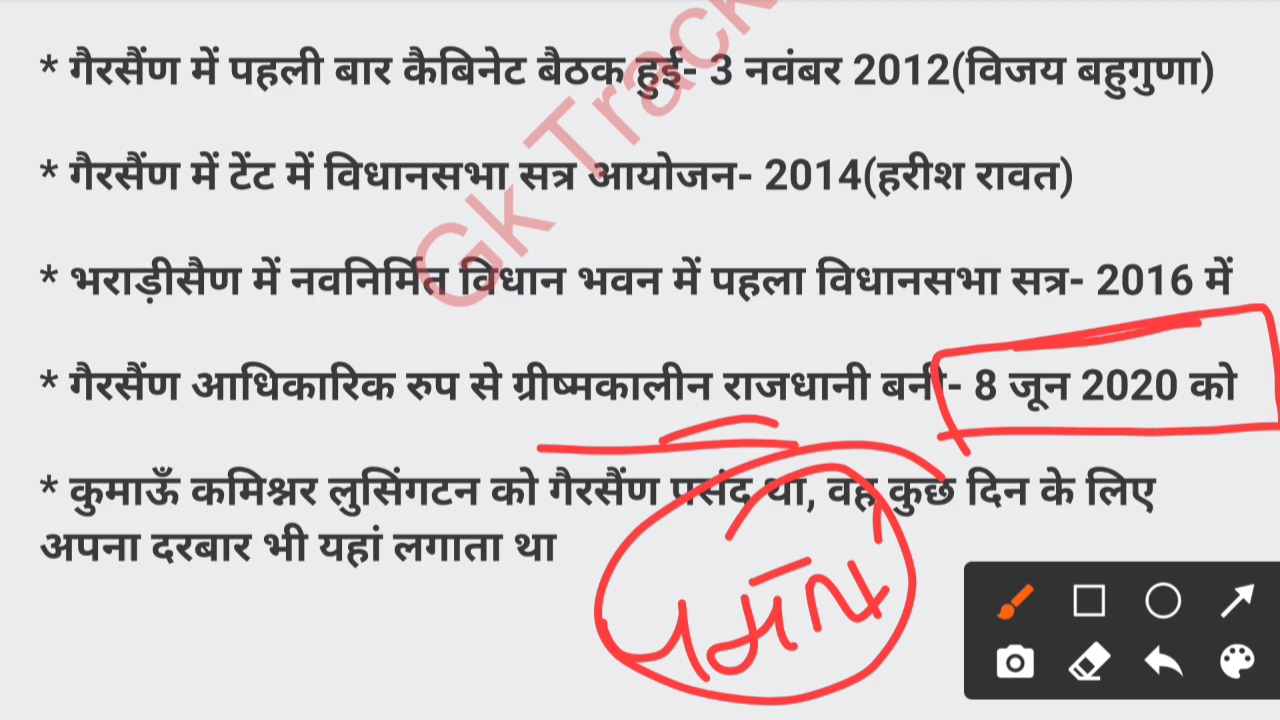 * गैरसैंण में पहली बार कैबिनेट बैठक हुई- 3 नवंबर 2012(विजय बहुगुणा)
* गैरसैंण में टेंट में विधानसभा सत्र आयोजन- 2014(हरीश रावत)
* भराड़ीसैण में नवनिर्मित विधान भवन में पहला विधानसभा सत्र- 2016 में
* गैरसैंण आधिकारिक रुप से ग्रीष्मकालीन राजधानी बनी- 8 जून 2020 को
* कुमाऊँ कमिश्नर लुसिंगटन को गैरसैंण पसंद था, वह कुछ दिन के लिए
अपना दरबार भी यहां लगाता था
Gk Track